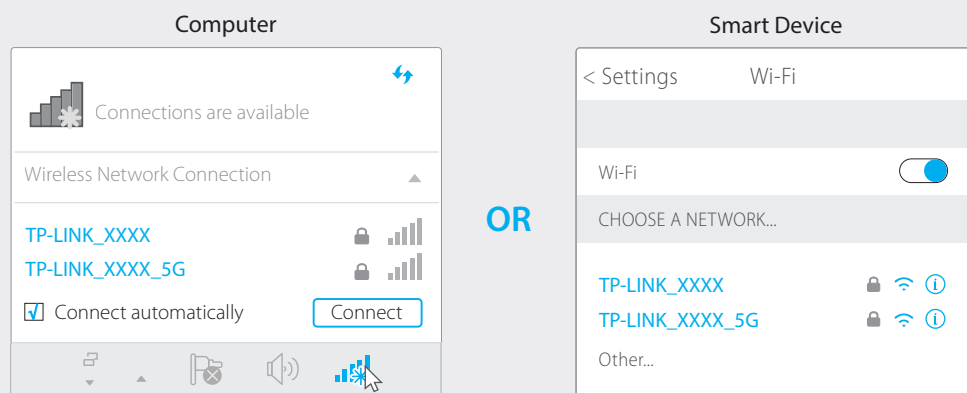 Computer
Connections are available
Wireless Network Connection
TP-LINK_XXXX
TP-LINK_XXXX_5G
Connect automatically
Connect
OR
Smart Device
< Settings Wi-Fi
Wi-Fi
CHOOSE A NETWORK...
TP-LINK_XXXX
TP-LINK_XXXX_5G
Other...